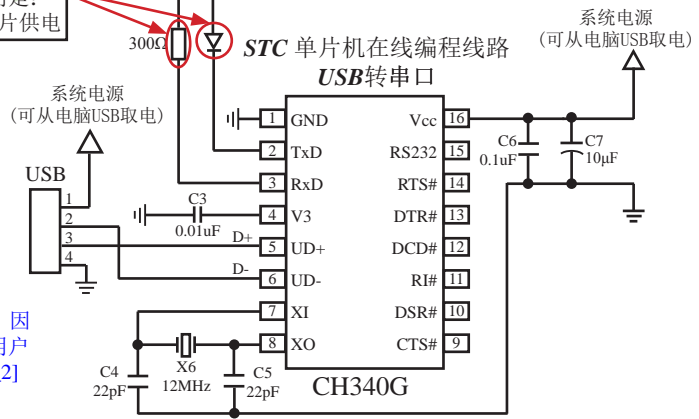 片供电
300Ω
STC 单片机在线编程线路
USB转串口
系统电源
(可从电脑USB取电)
系统电源
(可从电脑USB取电)
USB
1
2
3
4
1 GND
2 TxD
3 RxD
4 V3
5 UD+
6 UD-
7 XI
8 XO
Vcc 16
RS232 15
RTS# 14
DTR# 13
DCD# 12
RI# 11
DSR# 10
CTS# 9
CH340G
C3
0.01uF
D+
D-
C6
0.1uF
C7
10μF
C4
22pF
X6
12MHz
C5
22pF
因
用户
2]